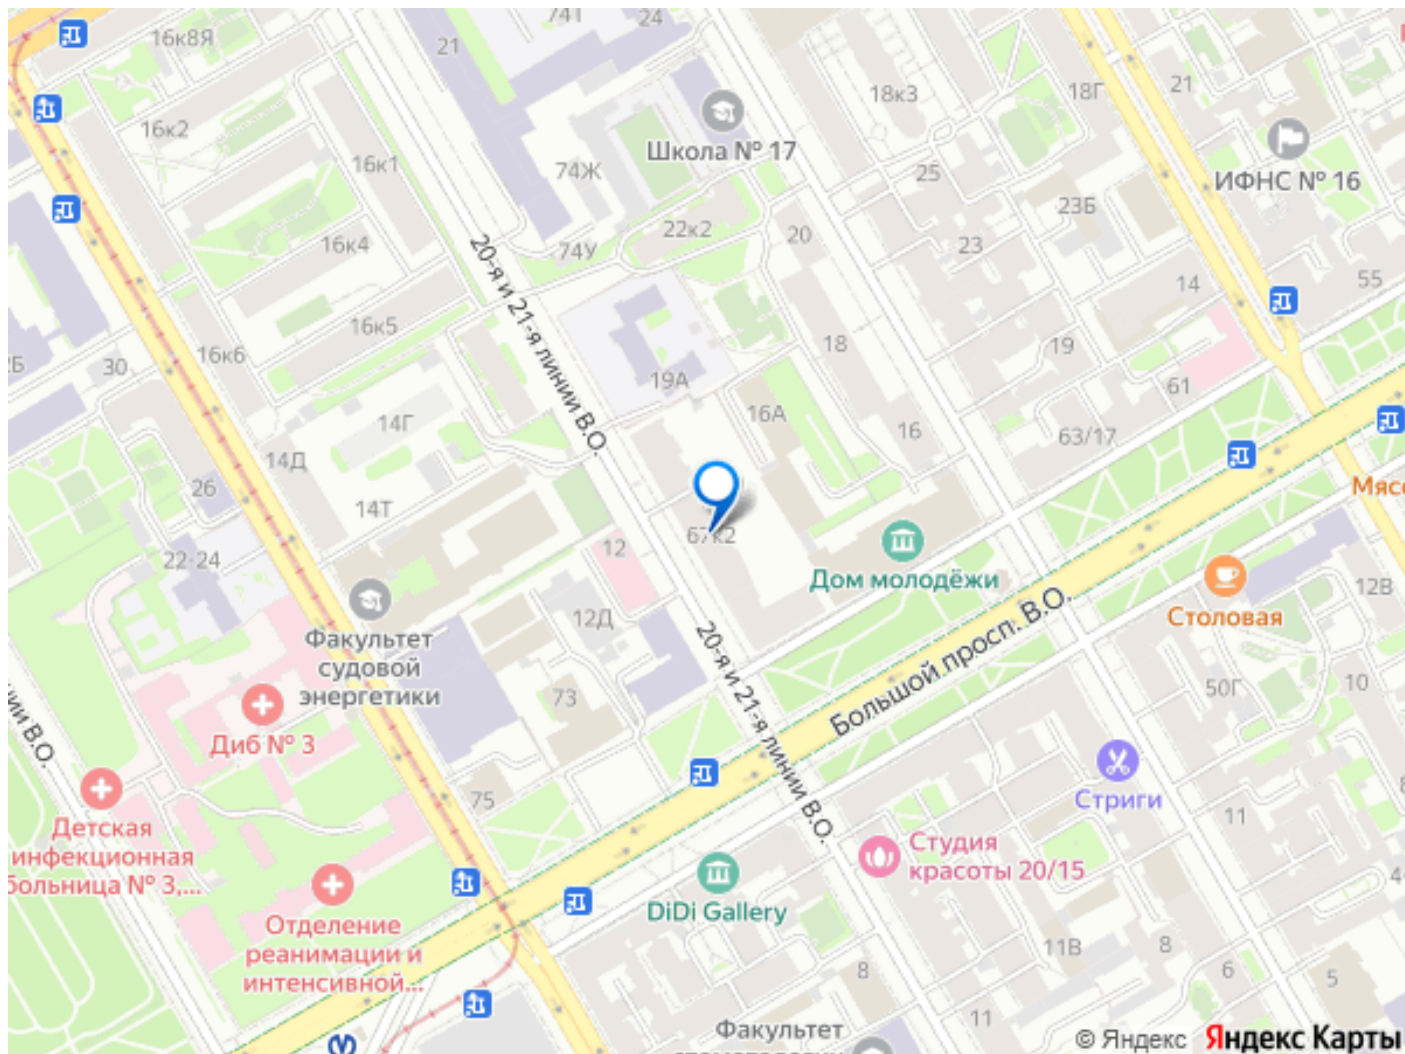 16к8Я
21
74Т
24
16к2
16к1
74Ж
Школа № 17
18к3
18Г
21
ИФНС № 16
25
23Б
16к4
74У
22к2
20
23
14
55
20-я и 21-я линии В.О.
30
16к6
16к5
19А
18
19
61
16А
14Г
16
63/17
14Д
26
14Т
Мясо
67к2
12
22-24
Дом молодёжи
Столовая
12В
12Д
Факультет
судовой
энергетики
20-я и 21-я линии В.О.
Большой просп. В.О.
73
50Г
10
Диб № 3
75
Стриги
11
Детская
инфекционная
больница № 3,...
Студия
красоты 20/15
DiDi Gallery
Отделение
реанимации и
интенсивной...
11В
8
8
6
5
11
Факультет
© Яндекс Яндекс Карты